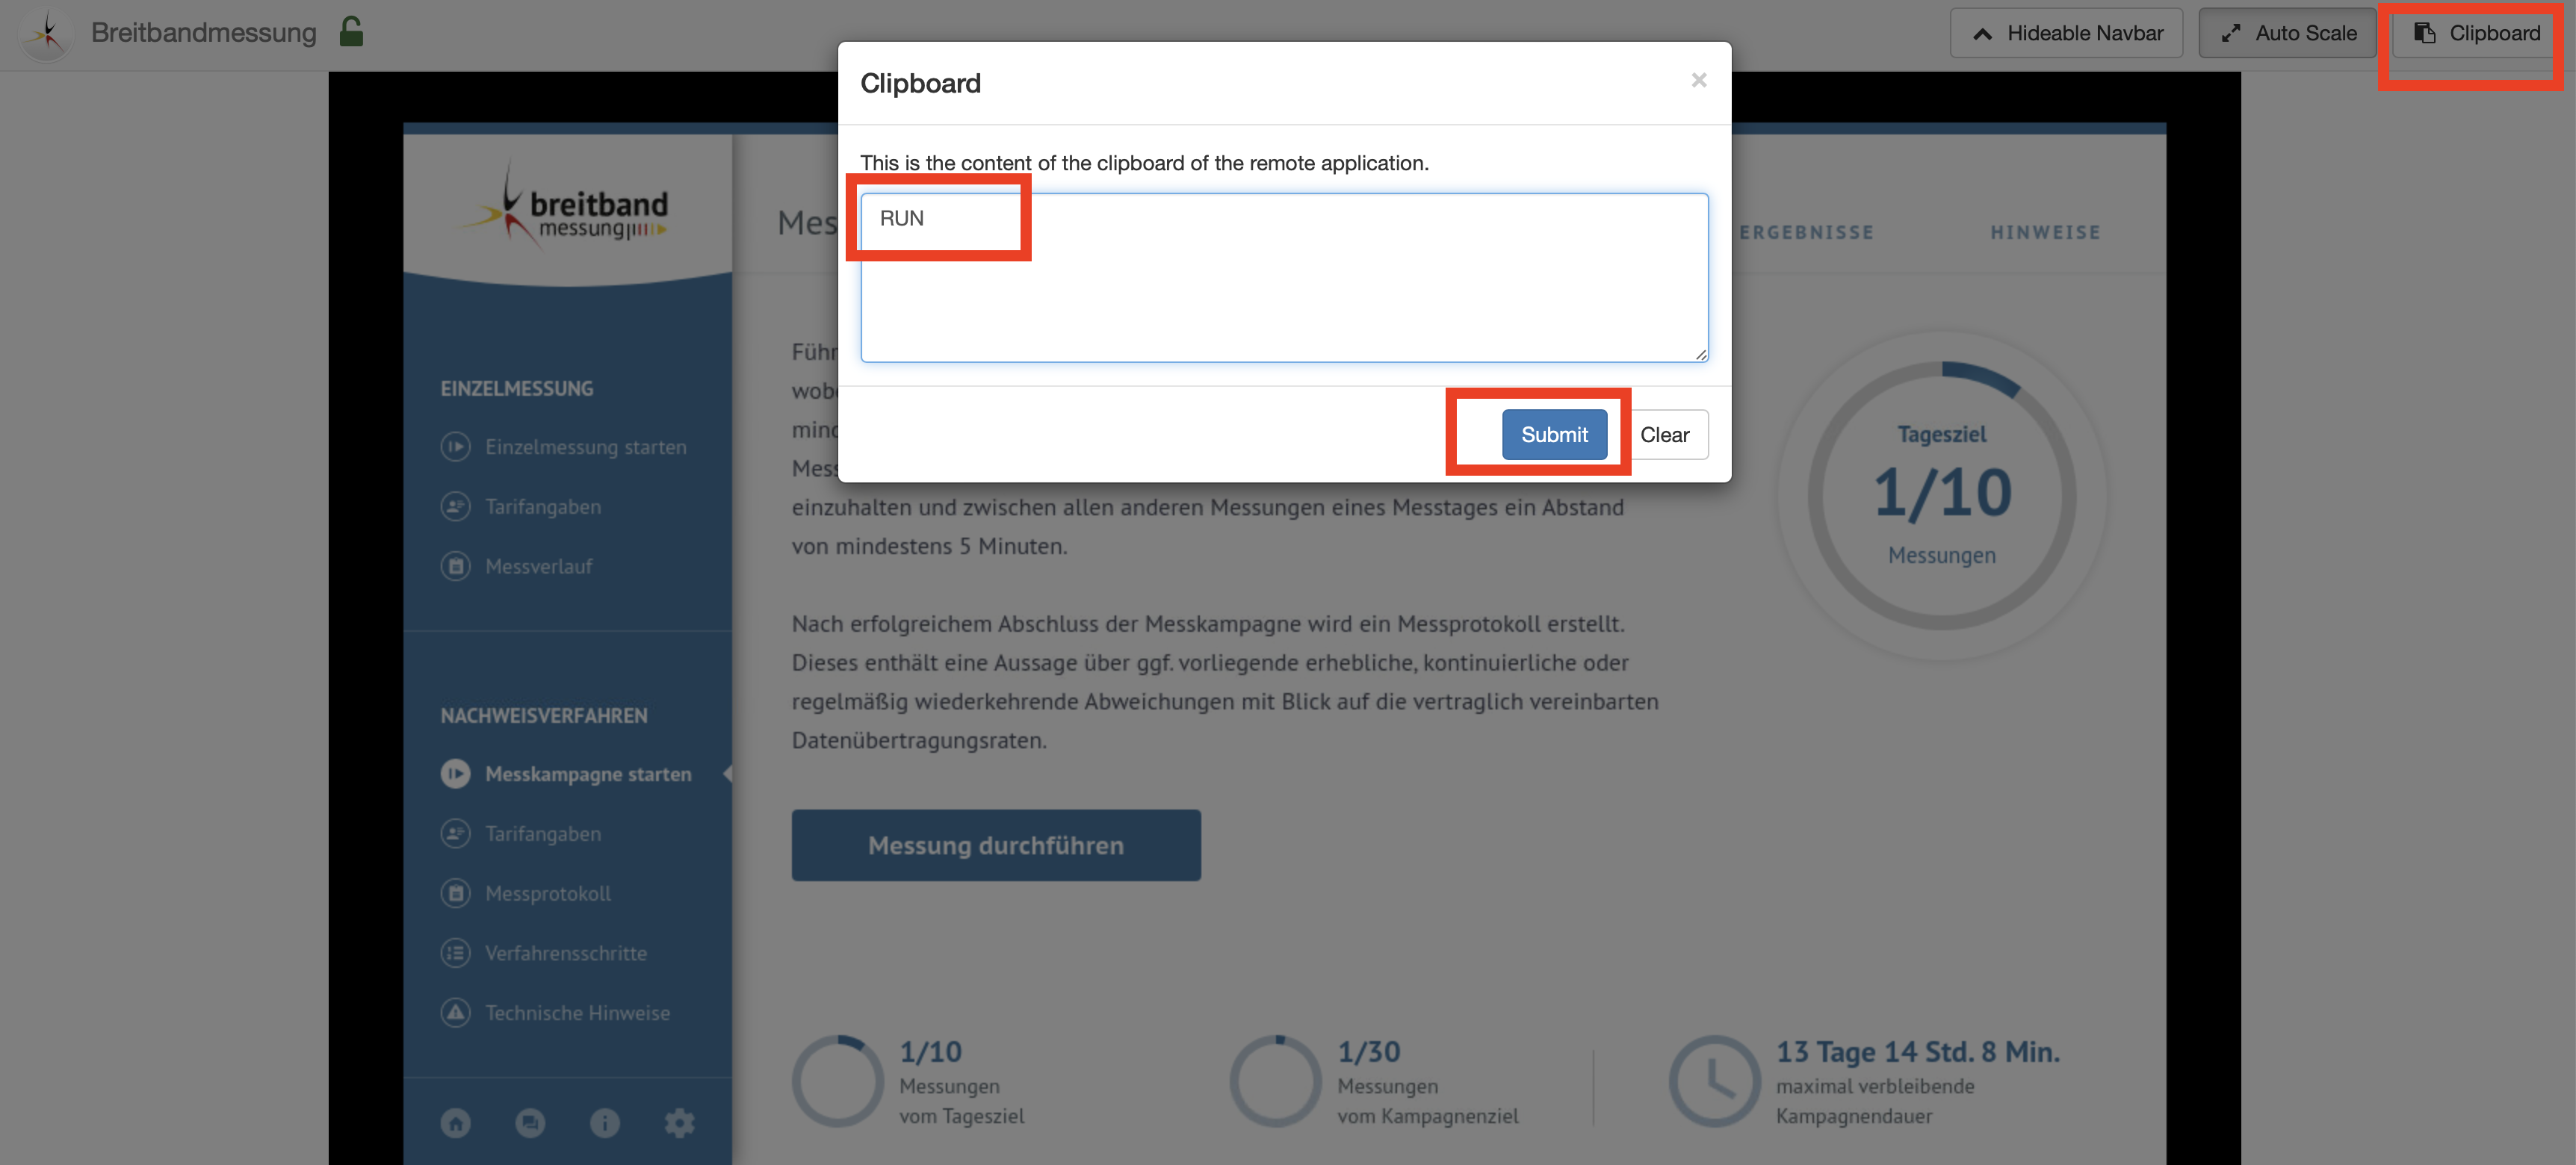 Breitbandmessung
Hideable Navbar
Auto Scale
Clipboard
Clipboard
×
This is the content of the clipboard of the remote application.
RUN
Submit
Clear
breitband
messung
EINZELMESSUNG
Einzelmessung starten
Tarifangaben
Messverlauf
NACHWEISVERFAHREN
Messkampagne starten
Tarifangaben
Messprotokoll
Verfahrensschritte
Technische Hinweise
ERGEBNISSE
HINWEISE
einzuhalten und zwischen allen anderen Messungen eines Messtages ein Abstand
von mindestens 5 Minuten.
Nach erfolgreichem Abschluss der Messkampagne wird ein Messprotokoll erstellt.
Dieses enthält eine Aussage über ggf. vorliegende erhebliche, kontinuierliche oder
regelmäßig wiederkehrende Abweichungen mit Blick auf die vertraglich vereinbarten
Datenübertragungsraten.
Tagesziel
1/10
Messungen
Messung durchführen
1/10
Messungen
vom Tagesziel
1/30
Messungen
vom Kampagnenziel
13 Tage 14 Std. 8 Min.
maximal verbleibende
Kampagnendauer